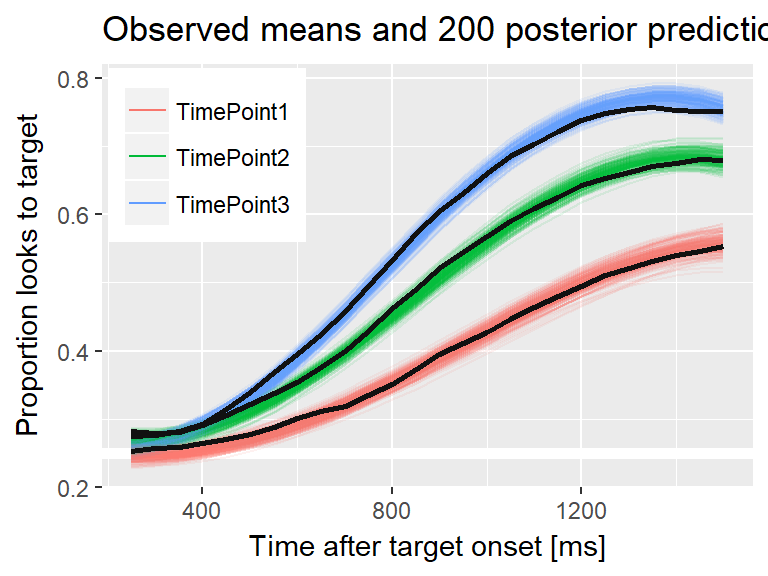 Observed means and 200 posterior predictio
0.8
0.6
0.4
0.2
Proportion looks to target
TimePoint1
TimePoint2
TimePoint3
400 800 1200
Time after target onset [ms]